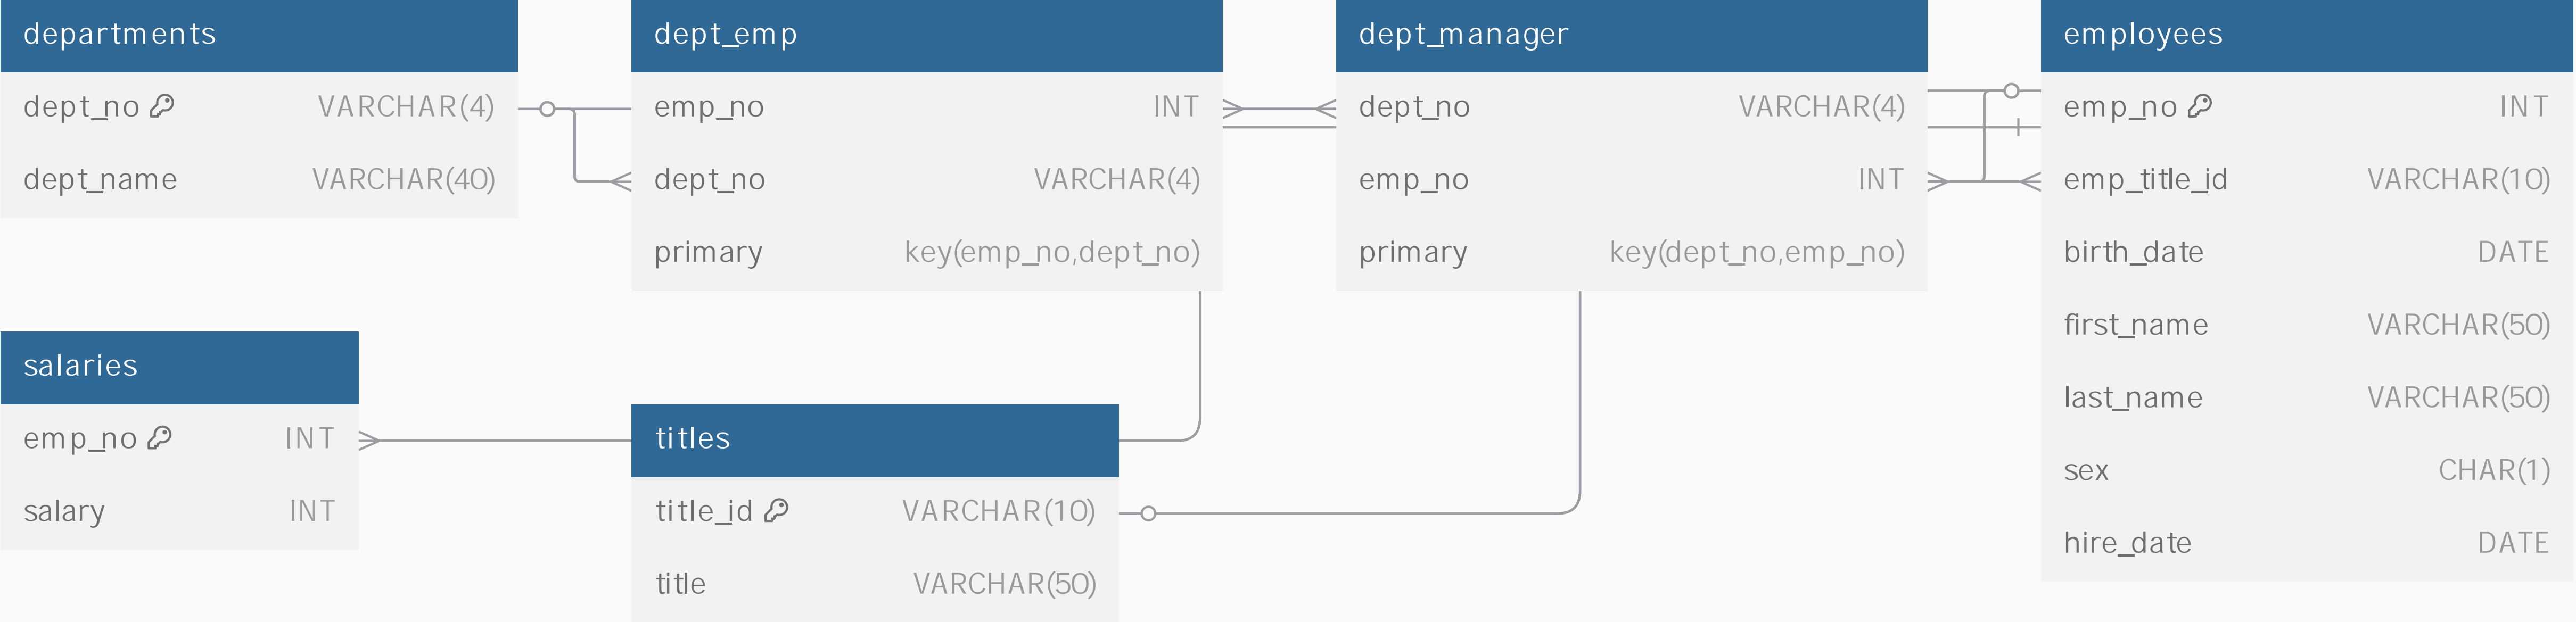 departments
dept_no VARCHAR(4)
dept_name VARCHAR(40)
dept_emp
emp_no INT
dept_no VARCHAR(4)
primary key(emp_no,dept_no)
dept_manager
dept_no VARCHAR(4)
emp_no INT
primary key(dept_no,emp_no)
employees
emp_no INT
emp_title_id VARCHAR(10)
birth_date DATE
first_name VARCHAR(50)
last_name VARCHAR(50)
sex CHAR(1)
hire_date DATE
salaries
emp_no INT
salary INT
titles
title_id VARCHAR(10)
title VARCHAR(50)